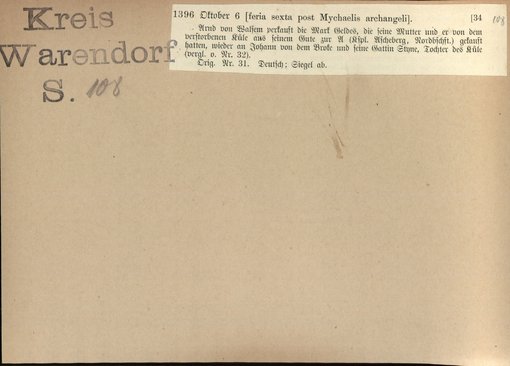 Kreis
Warendorf
S. 108
1396 Oktober 6 [feria sexta post Mychaelis archangeli]. [34
108
Arnd von Walsem verkauft die Mark Geldes, die seine Mutter und er von dem
verstorbenen Küle aus seinem Gute zur A (Kspl. Ascheberg, Nordbschft.) gekauft
hatten, wieder an Johann von dem Broke und seine Gattin Styne, Tochter des Küle
(vergl. o. Nr. 32).
Orig. Nr. 31. Deutsch; Siegel ab.